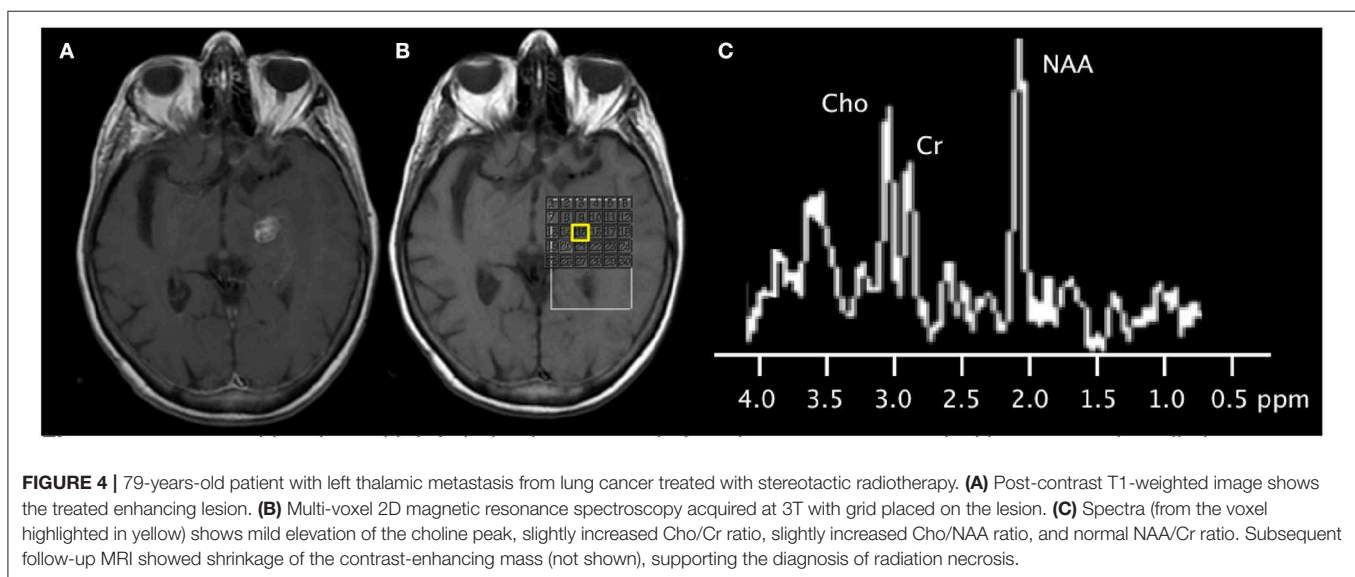 A
B
C
NAA
Cho
Cr
4.0 3.5 3.0 2.5 2.0 1.5 1.0 0.5 ppm
FIGURE 4 | 79-years-old patient with left thalamic metastasis from lung cancer treated with stereotactic radiotherapy. (A) Post-contrast T1-weighted image shows
the treated enhancing lesion. (B) Multi-voxel 2D magnetic resonance spectroscopy acquired at 3T with grid placed on the lesion. (C) Spectra (from the voxel
highlighted in yellow) shows mild elevation of the choline peak, slightly increased Cho/Cr ratio, slightly increased Cho/NAA ratio, and normal NAA/Cr ratio. Subsequent
follow-up MRI showed shrinkage of the contrast-enhancing mass (not shown), supporting the diagnosis of radiation necrosis.